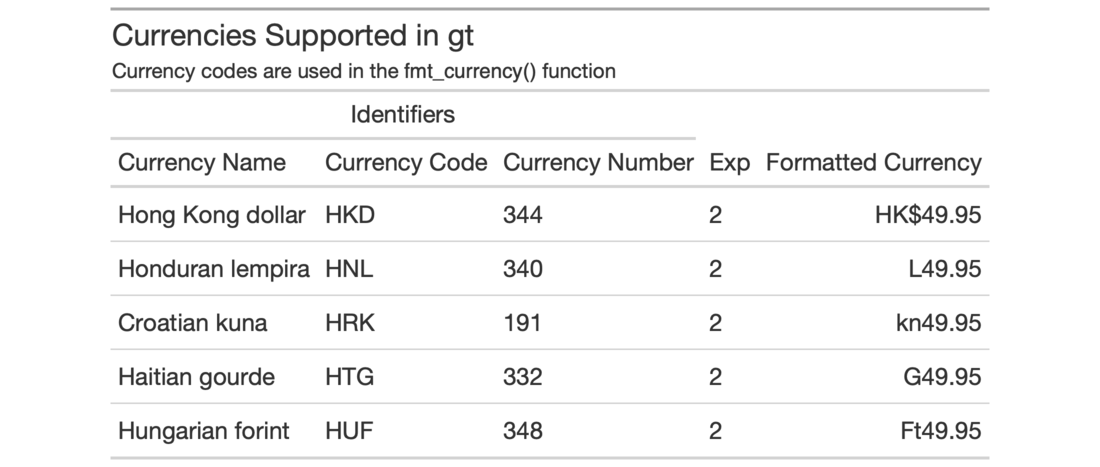 Currencies Supported in gt
Currency codes are used in the fmt_currency() function
Identifiers
Currency Name Currency Code Currency Number Exp Formatted Currency
Hong Kong dollar HKD 344 2 HK$49.95
Honduran lempira HNL 340 2 L49.95
Croatian kuna HRK 191 2 kn49.95
Haitian gourde HTG 332 2 G49.95
Hungarian forint HUF 348 2 Ft49.95